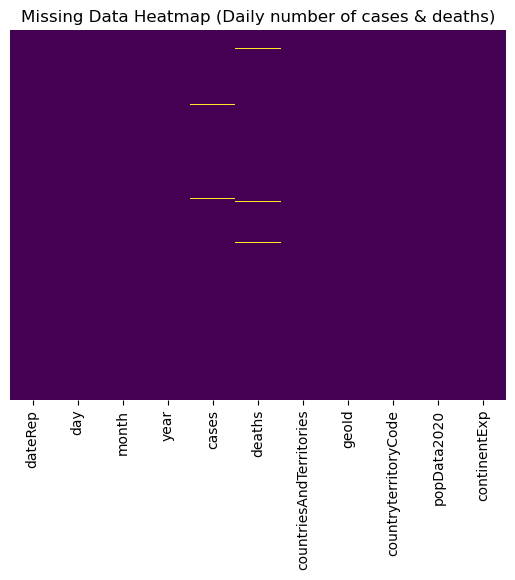 Missing Data Heatmap (Daily number of cases & deaths)
dateRep
day
month
year
cases
deaths
countriesAndTerritories
geoId
countryterritoryCode
popData2020
continentExp